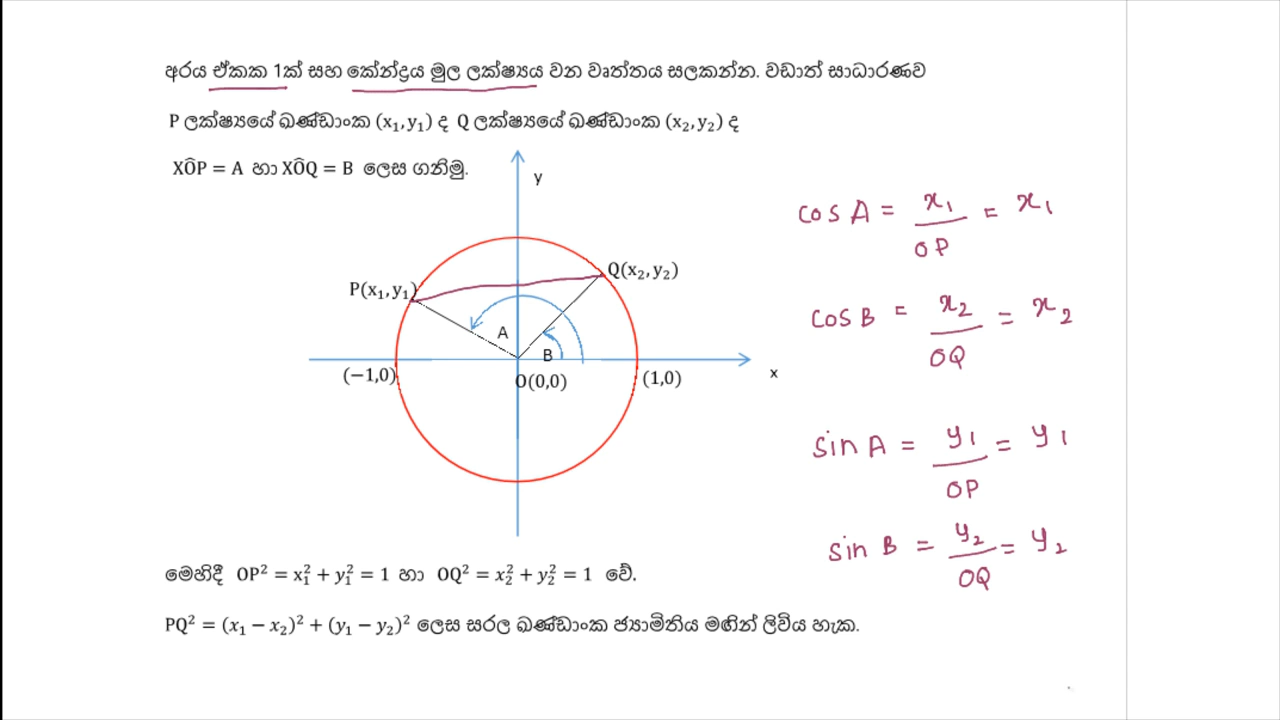 අරය ඒකක 1ක් සහ කේන්ද්‍රය මූල ලක්ෂ්‍යය වන වෘත්තය සලකන්න. වඩාත් සාධාරණව
P ලක්ෂ්‍යයේ ඛණ්ඩාංක (x₁,y₁) ද Q ලක්ෂ්‍යයේ ඛණ්ඩාංක (x₂,y₂) ද
XÔP = A හා XÔQ = B ලෙස ගනිමු.
y
cos A = x₁/OP = x₁
Q(x₂,y₂)
P(x₁,y₁)
cos B = x₂/OQ = x₂
A
B
(−1,0)
O(0,0)
(1,0)
x
sin A = y₁/OP = y₁
sin B = y₂/OQ = y₂
මෙහිදී OP² = x₁² + y₁² = 1 හා OQ² = x₂² + y₂² = 1 වේ.
PQ² = (x₁ − x₂)² + (y₁ − y₂)² ලෙස සරල ඛණ්ඩාංක ජ්‍යාමිතිය මඟින් ලිවිය හැක.